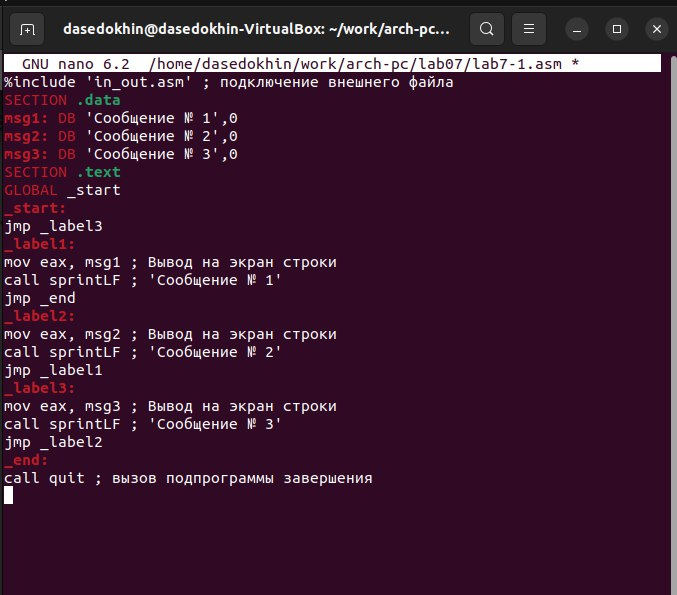 dasedokhin@dasedokhin-VirtualBox: ~/work/arch-pc...
GNU nano 6.2 /home/dasedokhin/work/arch-pc/lab07/lab7-1.asm *
%include 'in_out.asm' ; подключение внешнего файла
SECTION .data
msg1: DB 'Сообщение № 1',0
msg2: DB 'Сообщение № 2',0
msg3: DB 'Сообщение № 3',0
SECTION .text
GLOBAL _start
_start:
jmp _label3
_label1:
mov eax, msg1 ; Вывод на экран строки
call sprintLF ; 'Сообщение № 1'
jmp _end
_label2:
mov eax, msg2 ; Вывод на экран строки
call sprintLF ; 'Сообщение № 2'
jmp _label1
_label3:
mov eax, msg3 ; Вывод на экран строки
call sprintLF ; 'Сообщение № 3'
jmp _label2
_end:
call quit ; вызов подпрограммы завершения